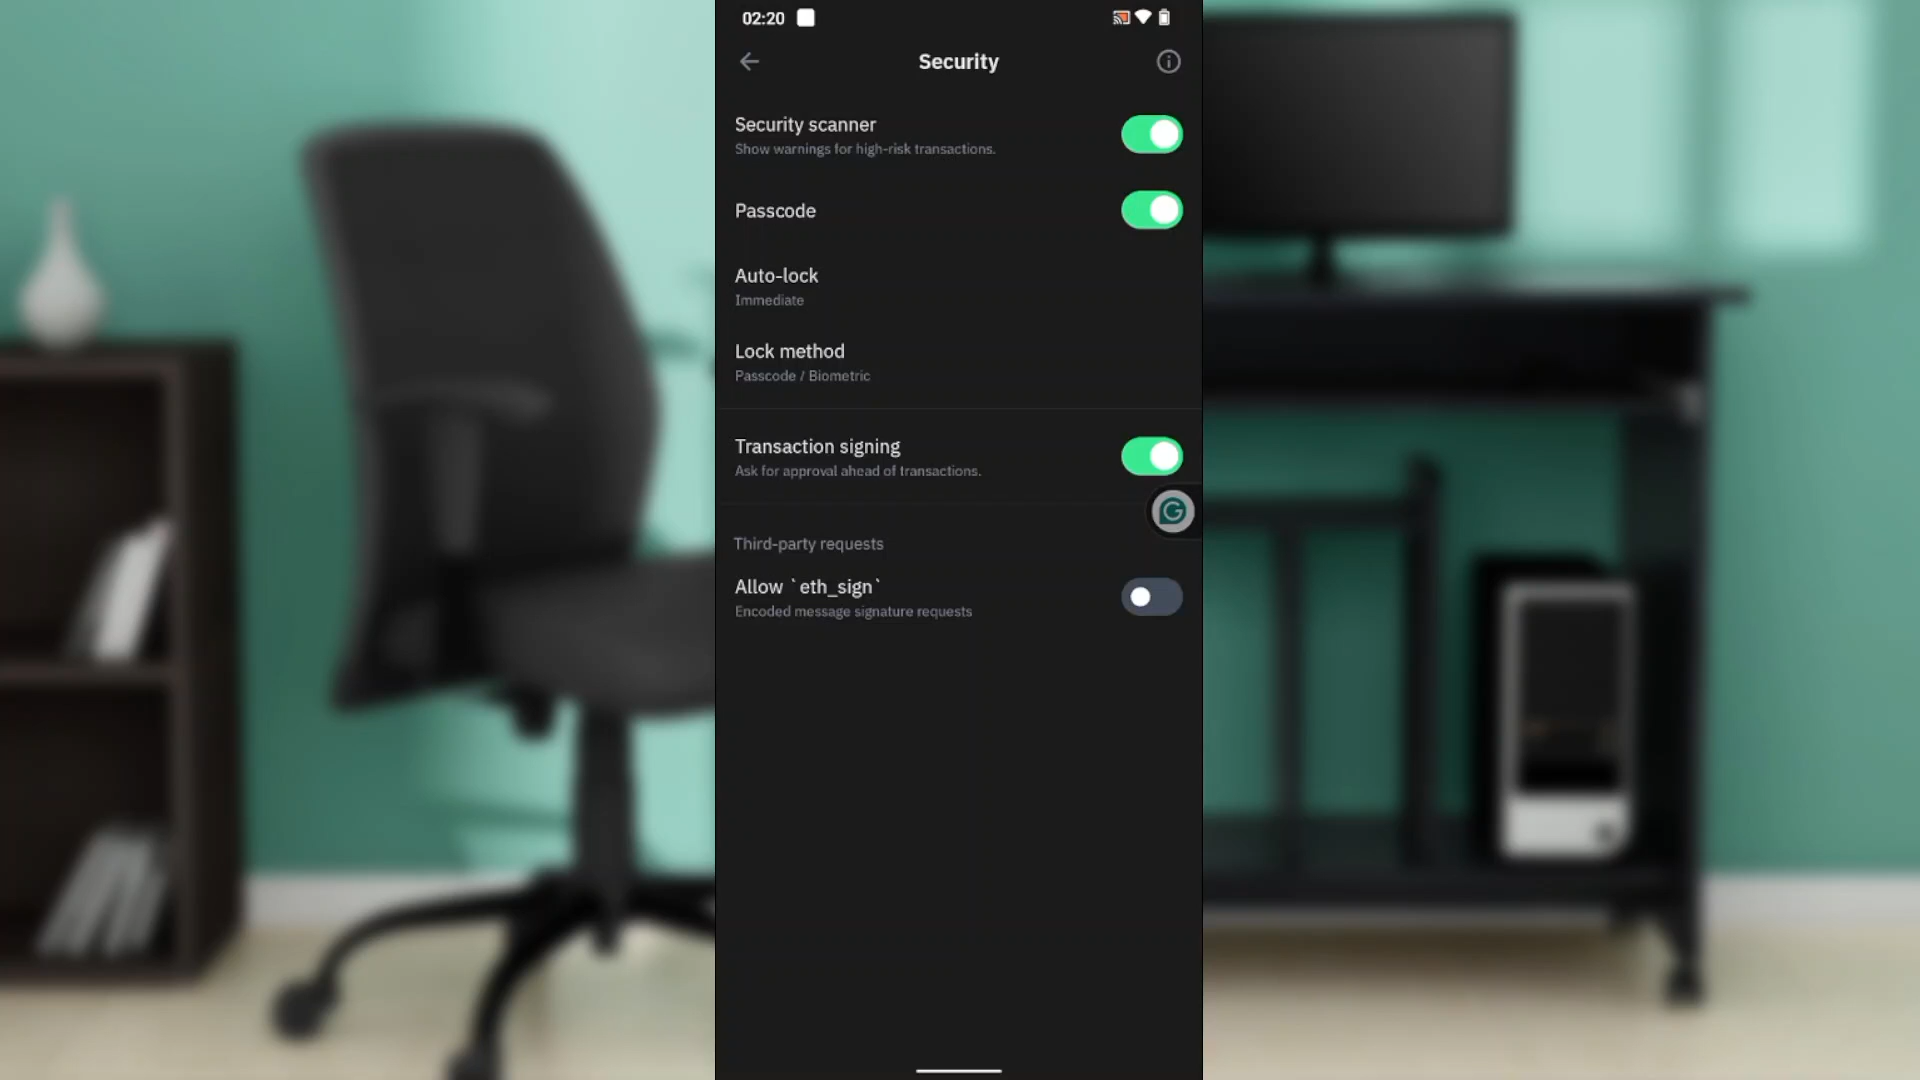 02:20
Security
Security scanner
Show warnings for high-risk transactions.
Passcode
Auto-lock
Immediate
Lock method
Passcode / Biometric
Transaction signing
Ask for approval ahead of transactions.
Third-party requests
Allow `eth_sign`
Encoded message signature requests